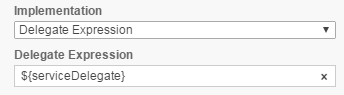 Implementation
Delegate Expression
Delegate Expression
${serviceDelegate}